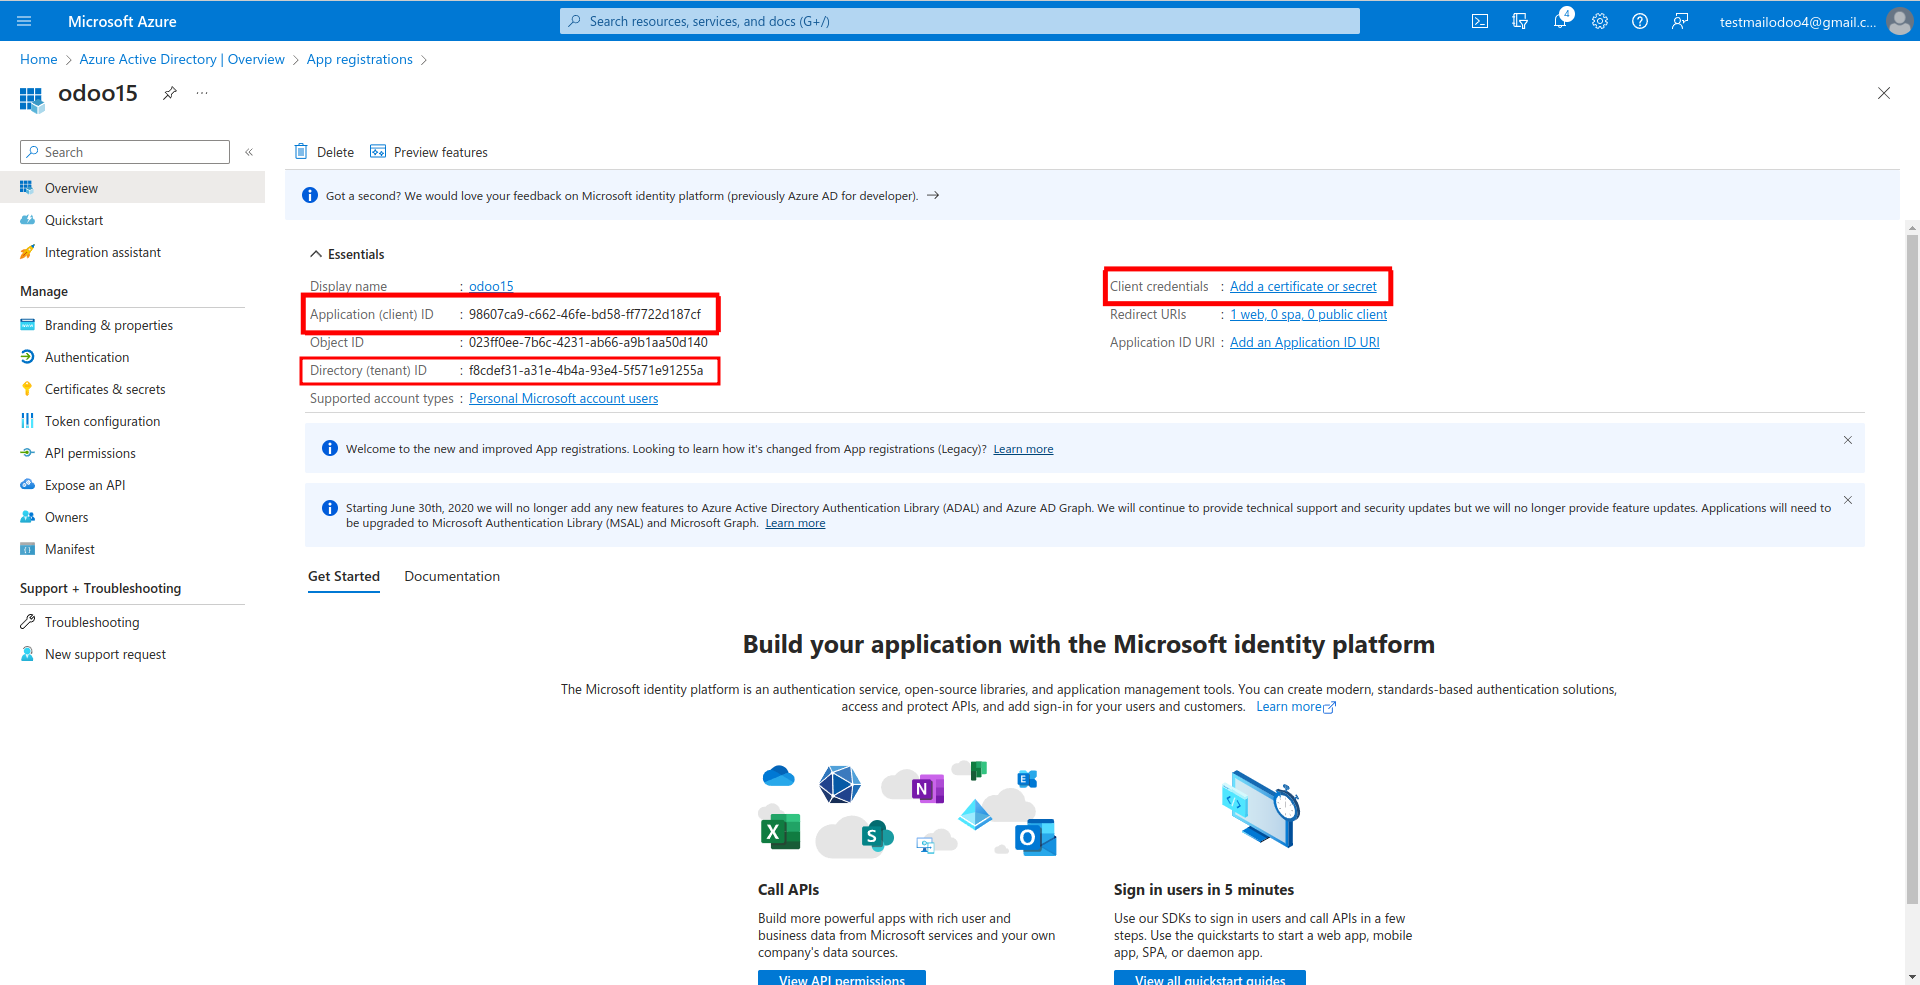 Microsoft Azure
Search resources, services, and docs (G+/)
4
testmailodoo4@gmail.c...
Home > Azure Active Directory | Overview > App registrations >
odoo15
...
Search
«
Overview
Quickstart
Integration assistant
Manage
Branding & properties
Authentication
Certificates & secrets
Token configuration
API permissions
Expose an API
Owners
Manifest
Support + Troubleshooting
Troubleshooting
New support request
Delete
Preview features
Got a second? We would love your feedback on Microsoft identity platform (previously Azure AD for developer). →
Essentials
Display name : odoo15
Application (client) ID : 98607ca9-c662-46fe-bd58-ff7722d187cf
Object ID : 023ff0ee-7b6c-4231-ab66-a9b1aa50d140
Directory (tenant) ID : f8cdef31-a31e-4b4a-93e4-5f571e91255a
Supported account types : Personal Microsoft account users
Client credentials : Add a certificate or secret
Redirect URIs : 1 web, 0 spa, 0 public client
Application ID URI : Add an Application ID URI
Welcome to the new and improved App registrations. Looking to learn how it's changed from App registrations (Legacy)? Learn more
Starting June 30th, 2020 we will no longer add any new features to Azure Active Directory Authentication Library (ADAL) and Azure AD Graph. We will continue to provide technical support and security updates but we will no longer provide feature updates. Applications will need to
be upgraded to Microsoft Authentication Library (MSAL) and Microsoft Graph. Learn more
Get Started
Documentation
Build your application with the Microsoft identity platform
The Microsoft identity platform is an authentication service, open-source libraries, and application management tools. You can create modern, standards-based authentication solutions,
access and protect APIs, and add sign-in for your users and customers. Learn more
N
E
X
S
O
Call APIs
Build more powerful apps with rich user and
business data from Microsoft services and your own
company's data sources.
View API permissions
Sign in users in 5 minutes
Use our SDKs to sign in users and call APIs in a few
steps. Use the quickstarts to start a web app, mobile
app, SPA, or daemon app.
View all quickstart guides